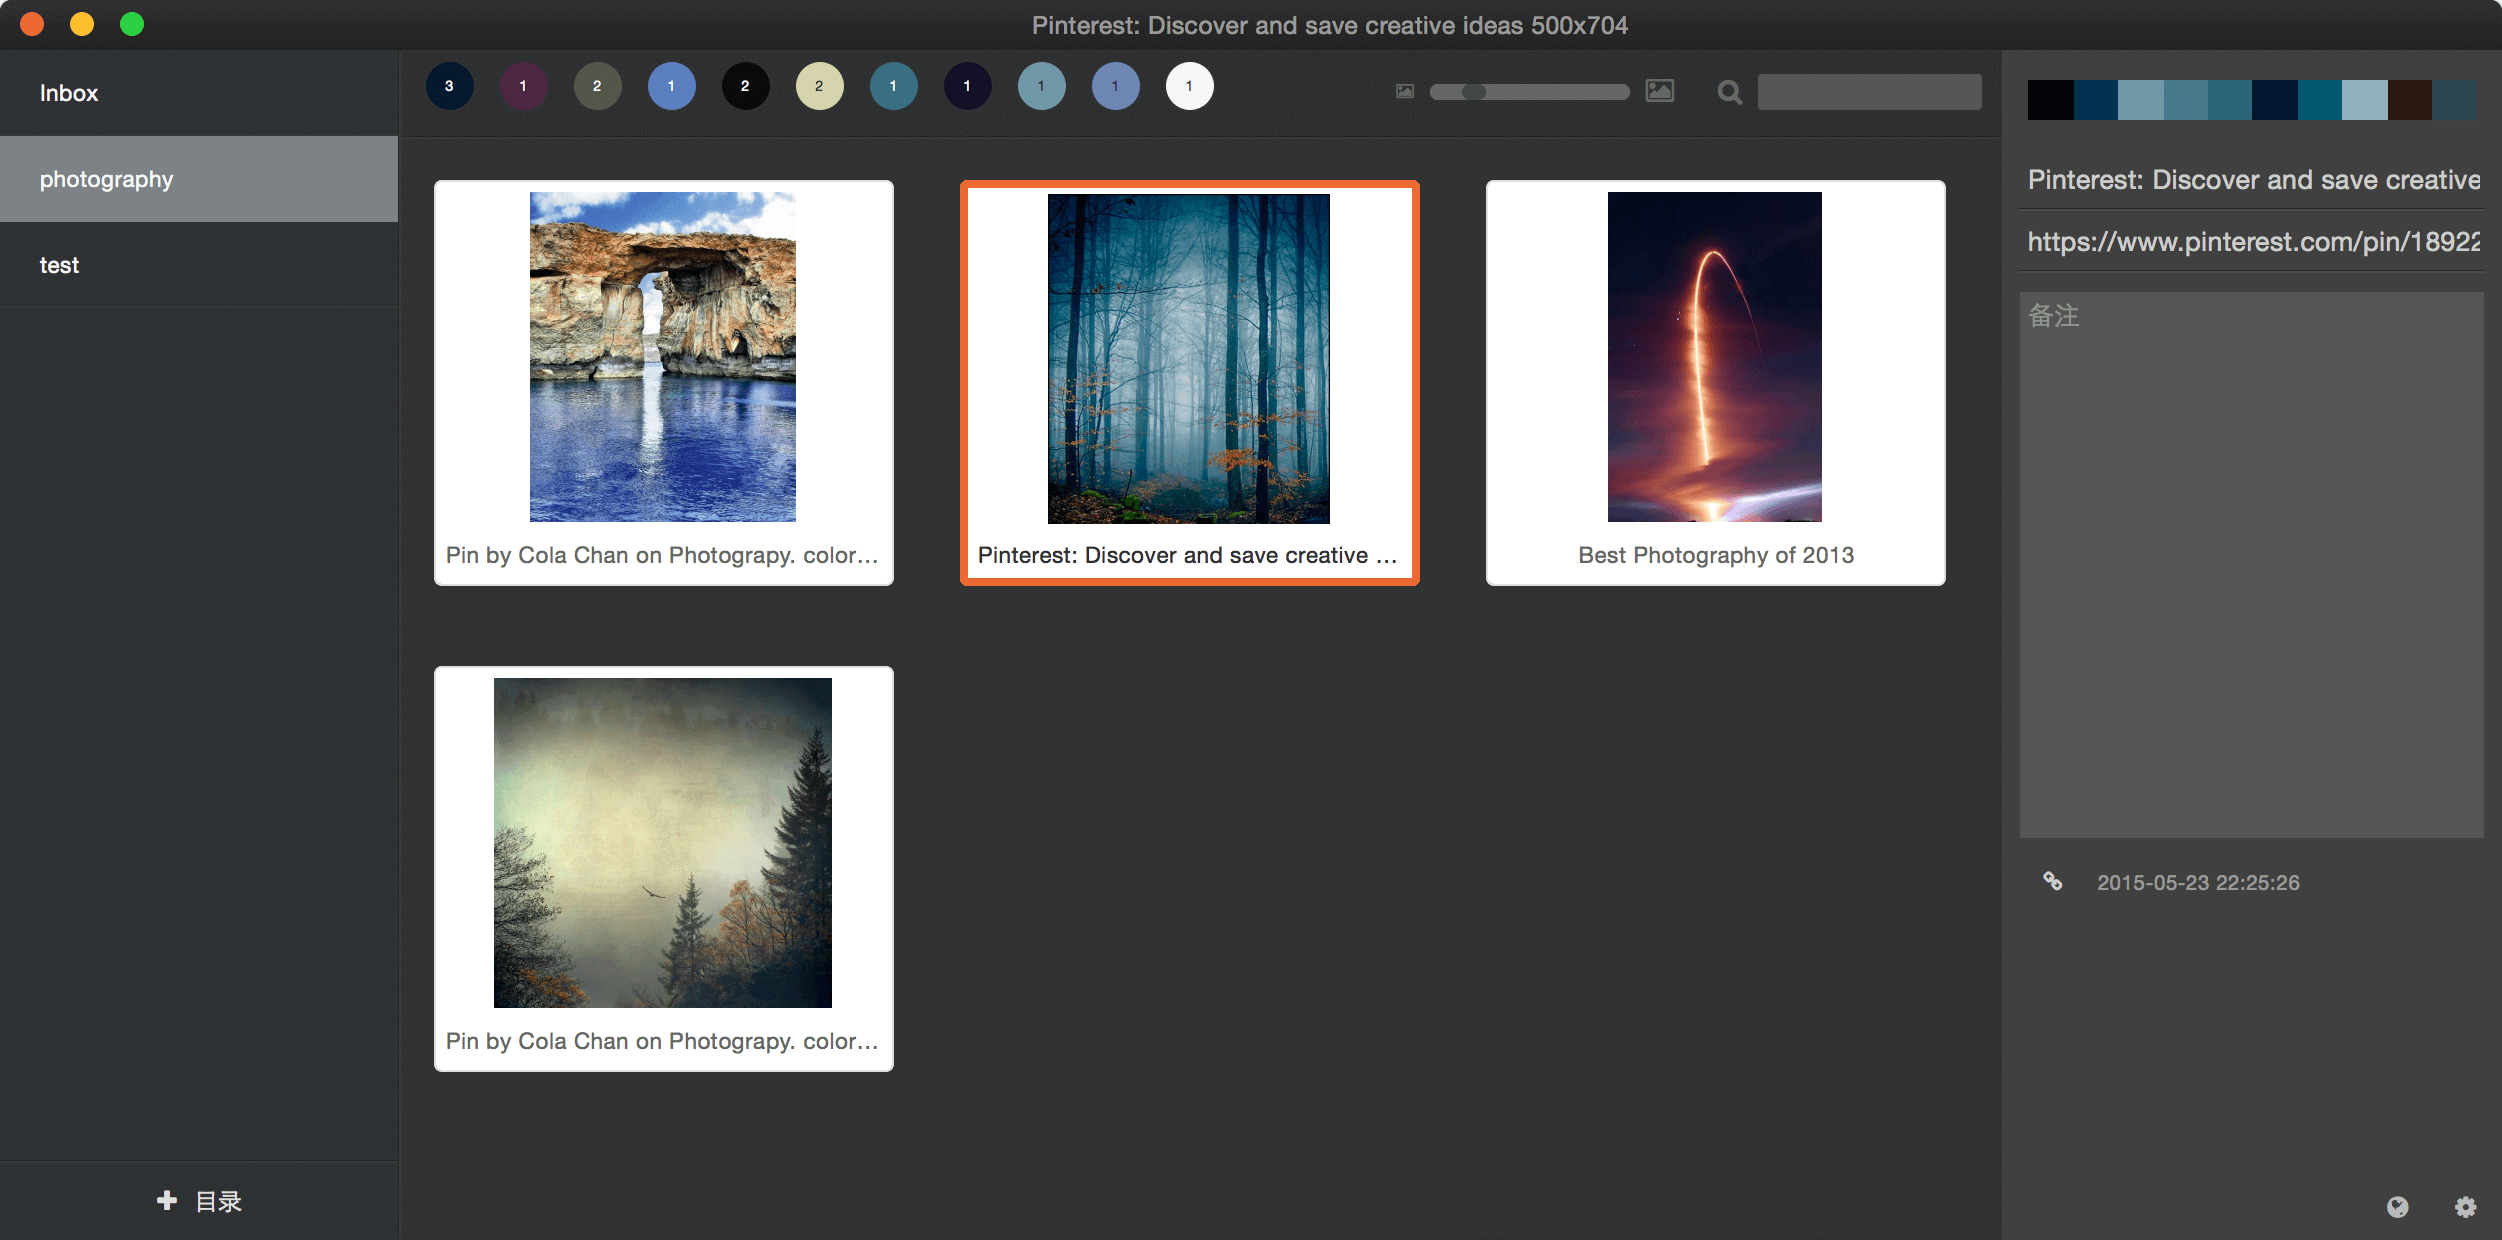 Pinterest: Discover and save creative ideas 500x704
Inbox
photography
test
3 1 2 1 2 2 1 1 1 1 1
Pin by Cola Chan on Photograpy. color...
Pinterest: Discover and save creative ...
Best Photography of 2013
Pin by Cola Chan on Photograpy. color...
目录
Pinterest: Discover and save creative
https://www.pinterest.com/pin/18922
备注
2015-05-23 22:25:26